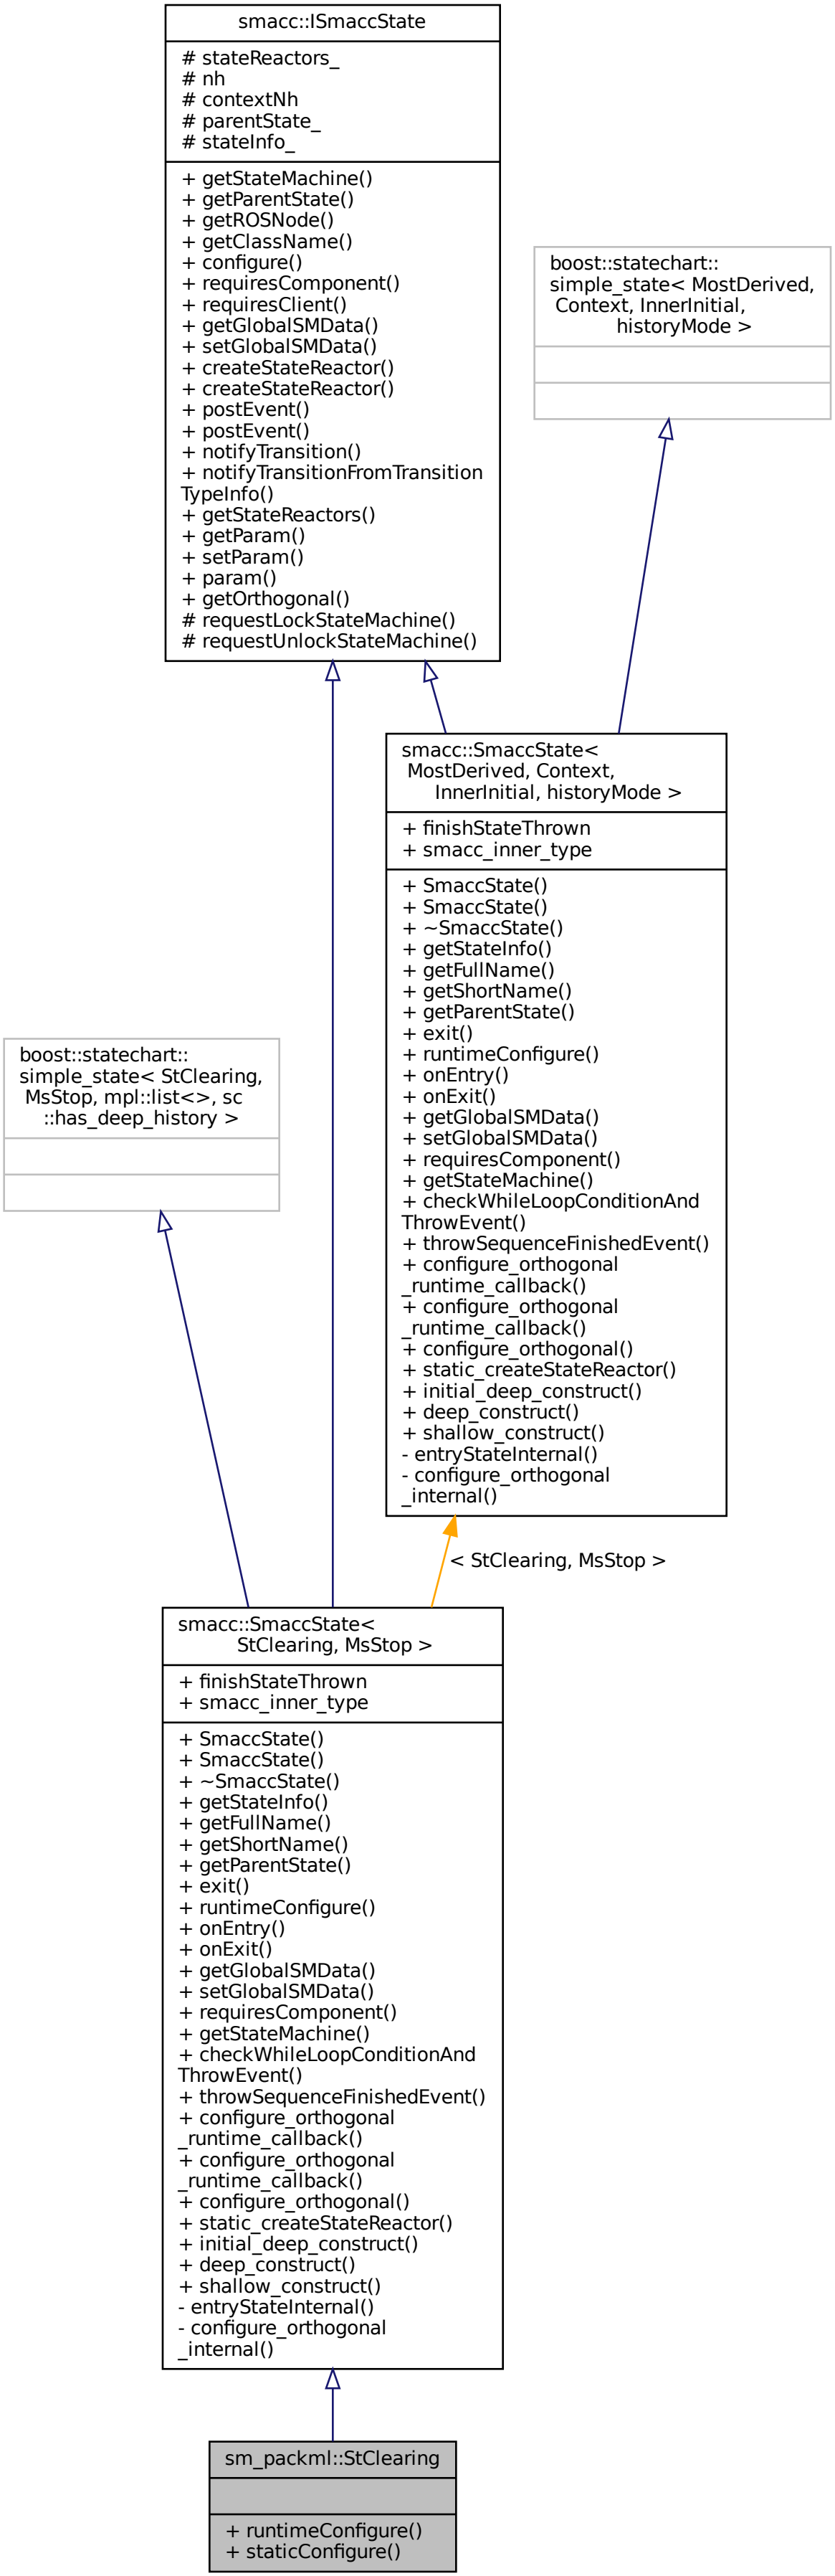 smacc::ISmaccState
# stateReactors_
# nh
# contextNh
# parentState_
# stateInfo_
+ getStateMachine()
+ getParentState()
+ getROSNode()
+ getClassName()
+ configure()
+ requiresComponent()
+ requiresClient()
+ getGlobalSMData()
+ setGlobalSMData()
+ createStateReactor()
+ createStateReactor()
+ postEvent()
+ postEvent()
+ notifyTransition()
+ notifyTransitionFromTransition
TypeInfo()
+ getStateReactors()
+ getParam()
+ setParam()
+ param()
+ getOrthogonal()
# requestLockStateMachine()
# requestUnlockStateMachine()
boost::statechart::
simple_state< MostDerived,
Context, InnerInitial,
historyMode >
smacc::SmaccState<
MostDerived, Context,
InnerInitial, historyMode >
+ finishStateThrown
+ smacc_inner_type
+ SmaccState()
+ SmaccState()
+ ~SmaccState()
+ getStateInfo()
+ getFullName()
+ getShortName()
+ getParentState()
+ exit()
+ runtimeConfigure()
+ onEntry()
+ onExit()
+ getGlobalSMData()
+ setGlobalSMData()
+ requiresComponent()
+ getStateMachine()
+ checkWhileLoopConditionAnd
ThrowEvent()
+ throwSequenceFinishedEvent()
+ configure_orthogonal
_runtime_callback()
+ configure_orthogonal
_runtime_callback()
+ configure_orthogonal()
+ static_createStateReactor()
+ initial_deep_construct()
+ deep_construct()
+ shallow_construct()
- entryStateInternal()
- configure_orthogonal
_internal()
boost::statechart::
simple_state< StClearing,
MsStop, mpl::list<>, sc
::has_deep_history >
< StClearing, MsStop >
smacc::SmaccState<
StClearing, MsStop >
+ finishStateThrown
+ smacc_inner_type
+ SmaccState()
+ SmaccState()
+ ~SmaccState()
+ getStateInfo()
+ getFullName()
+ getShortName()
+ getParentState()
+ exit()
+ runtimeConfigure()
+ onEntry()
+ onExit()
+ getGlobalSMData()
+ setGlobalSMData()
+ requiresComponent()
+ getStateMachine()
+ checkWhileLoopConditionAnd
ThrowEvent()
+ throwSequenceFinishedEvent()
+ configure_orthogonal
_runtime_callback()
+ configure_orthogonal
_runtime_callback()
+ configure_orthogonal()
+ static_createStateReactor()
+ initial_deep_construct()
+ deep_construct()
+ shallow_construct()
- entryStateInternal()
- configure_orthogonal
_internal()
sm_packml::StClearing
+ runtimeConfigure()
+ staticConfigure()